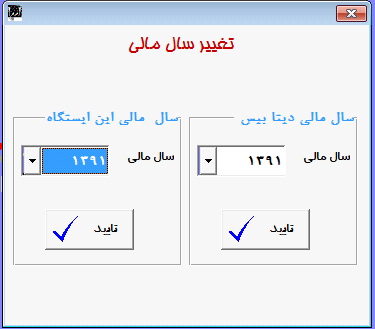 تغییر سال مالی
سال مالی دیتا بیس
سال مالی
۱۳۹۱
تایید
سال مالی این ایستگاه
سال مالی
۱۳۹۱
تایید